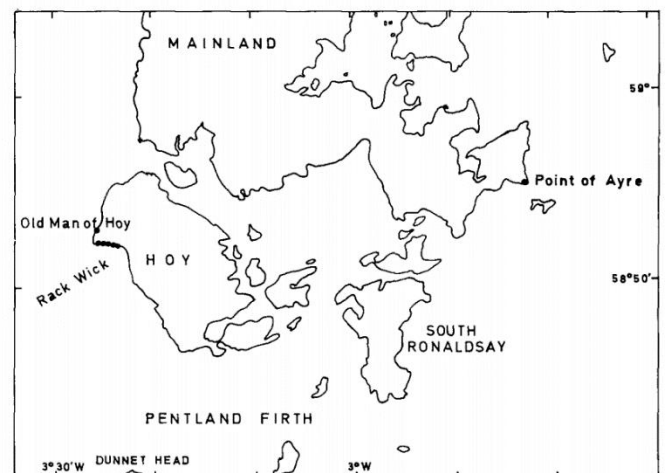 MAINLAND
59°
Point of Ayre
Old Man of Hoy
HOY
Rack Wick
58°50'
SOUTH
RONALDSAY
PENTLAND FIRTH
3°30'W
DUNNET HEAD
3°W